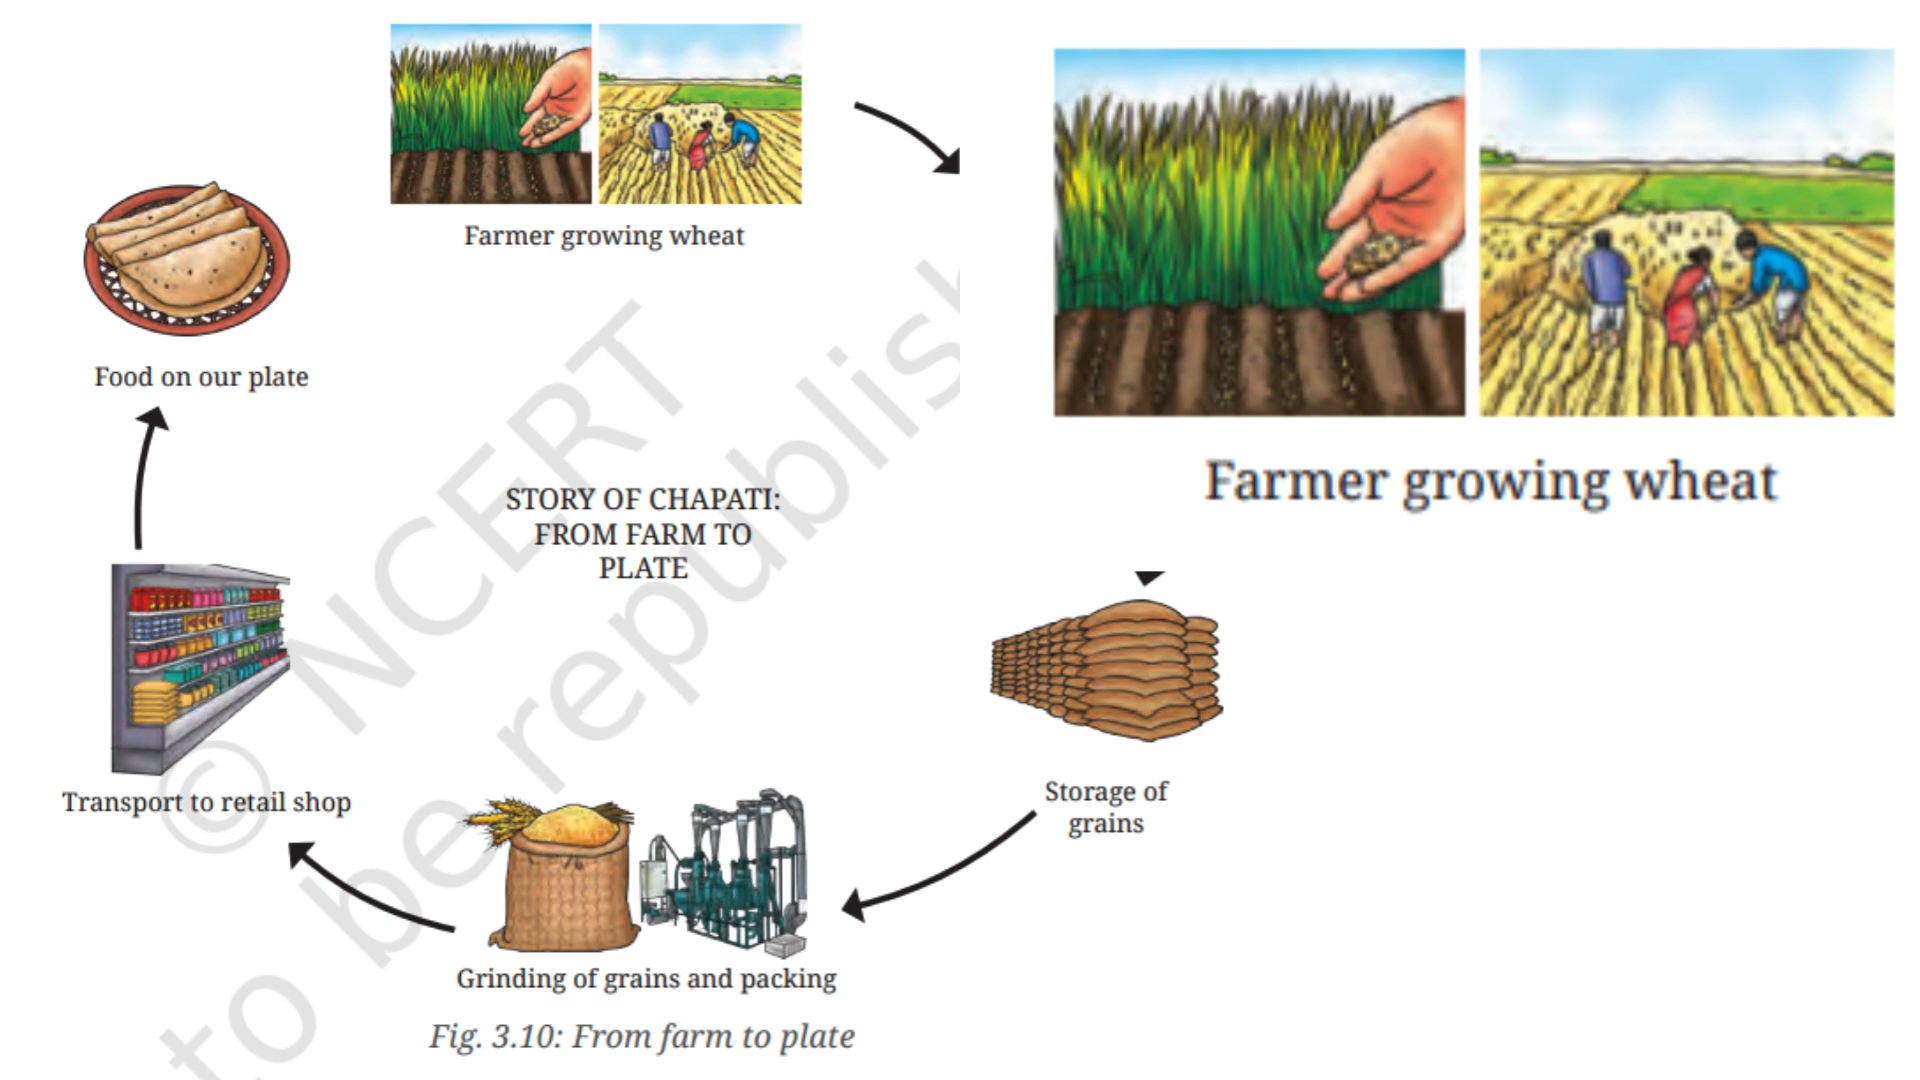 Farmer growing wheat
Farmer growing wheat
Food on our plate
STORY OF CHAPATI:
FROM FARM TO
PLATE
Storage of
grains
Transport to retail shop
Grinding of grains and packing
Fig. 3.10: From farm to plate
© NCERT
to be republish